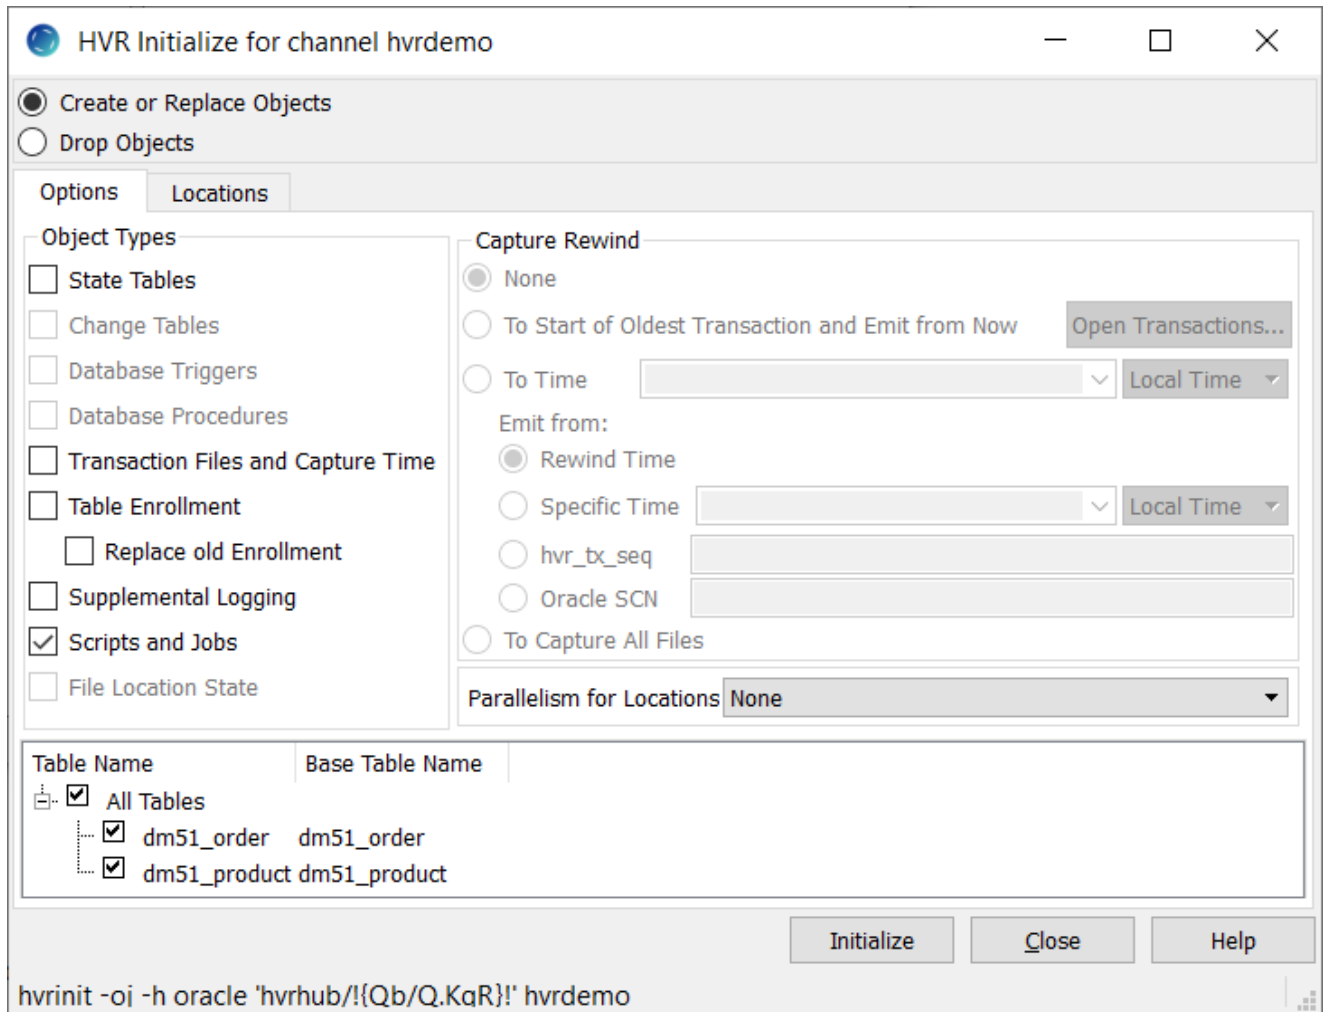 HVR Initialize for channel hvrdemo
Create or Replace Objects
Drop Objects
Options Locations
Object Types
State Tables
Change Tables
Database Triggers
Database Procedures
Transaction Files and Capture Time
Table Enrollment
Replace old Enrollment
Supplemental Logging
Scripts and Jobs
File Location State
Capture Rewind
None
To Start of Oldest Transaction and Emit from Now Open Transactions...
To Time Local Time
Emit from:
Rewind Time
Specific Time Local Time
hvr_tx_seq
Oracle SCN
To Capture All Files
Parallelism for Locations None
Table Name Base Table Name
All Tables
dm51_order dm51_order
dm51_product dm51_product
Initialize Close Help
hvrinit -oj -h oracle 'hvrhub/!{Qb/Q.KqR}!' hvrdemo